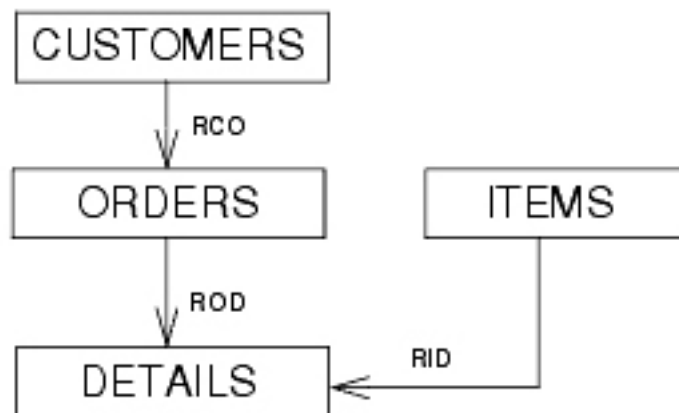 CUSTOMERS
RCO
ORDERS
ITEMS
ROD
RID
DETAILS